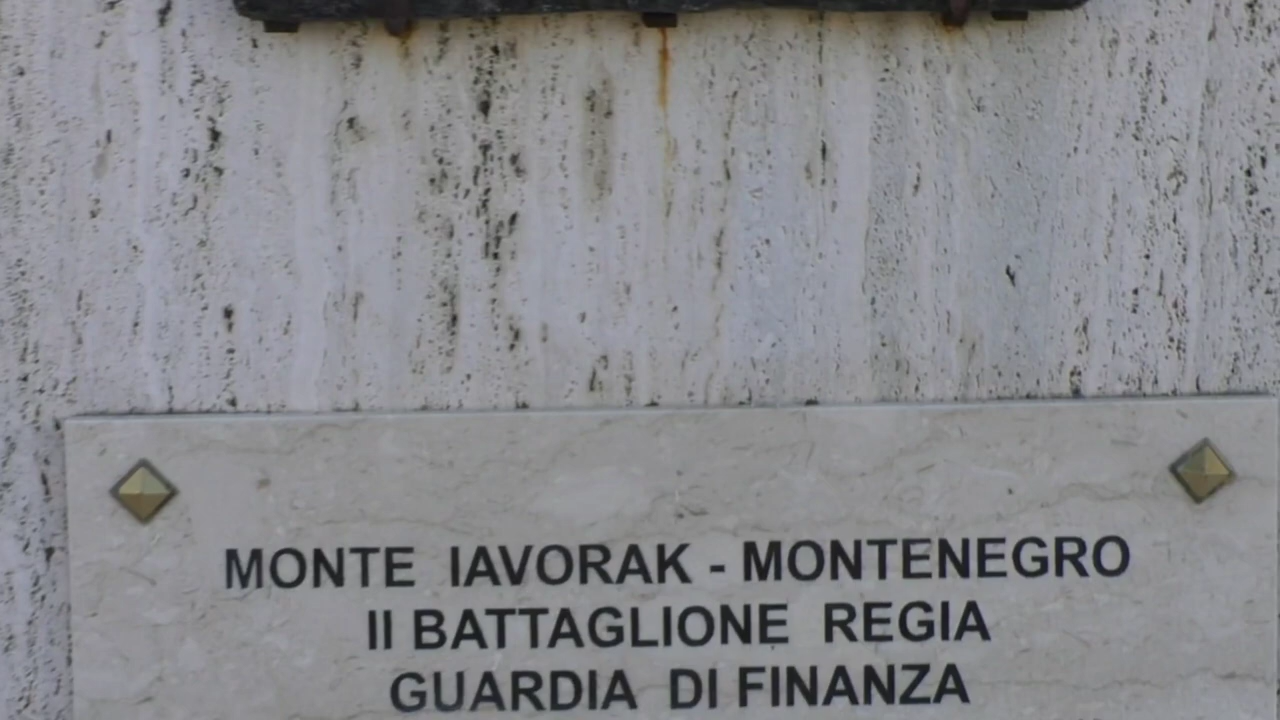 MONTE IAVORAK - MONTENEGRO
II BATTAGLIONE REGIA
GUARDIA DI FINANZA